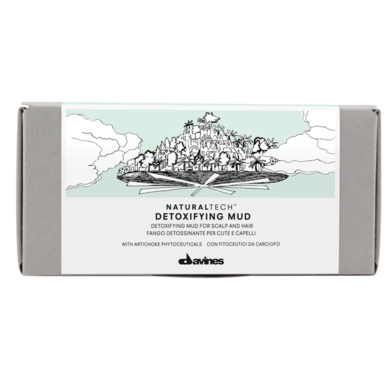 NATURALTECH™
DETOXIFYING MUD
DETOXIFYING MUD FOR SCALP AND HAIR
FANGO DETOSSINANTE PER CUTE E CAPELLI
WITH ARTICHOKE PHYTOCEUTICALS CON FITOCEUTICI DA CARCIOFO
davines